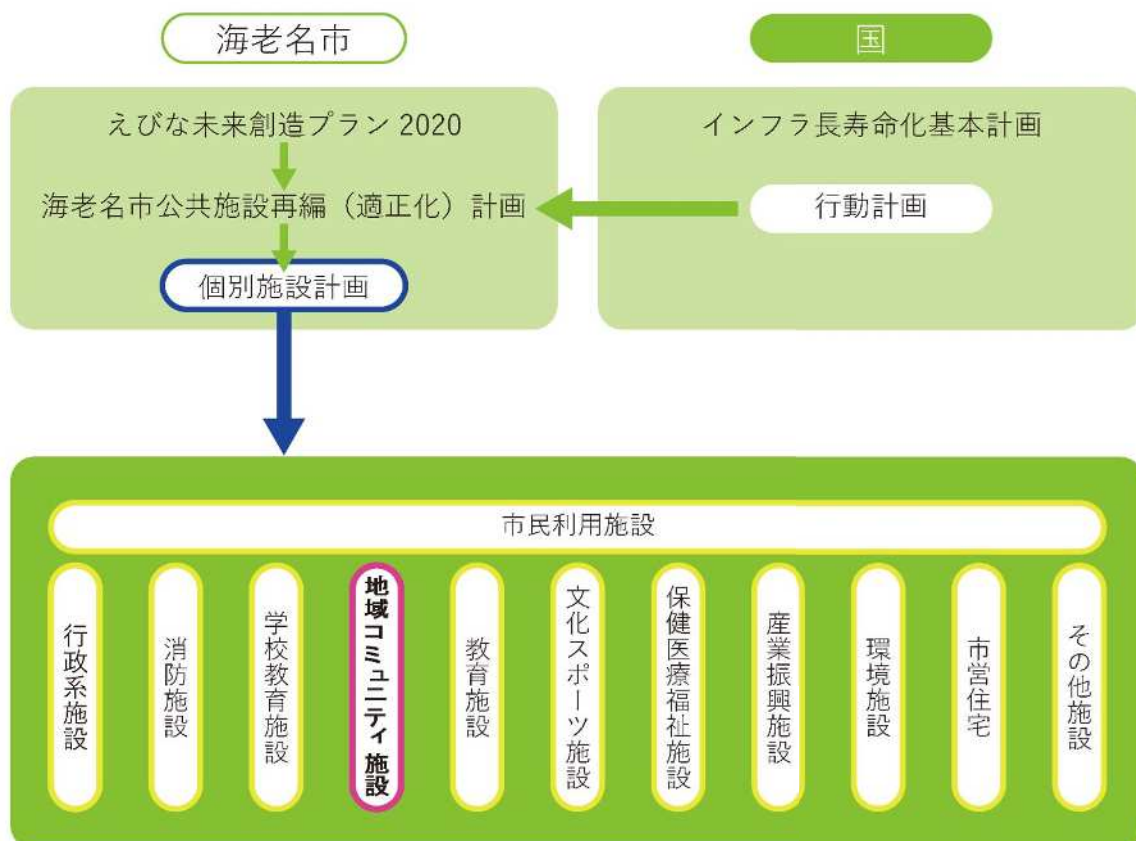 海老名市
国
えびな未来創造プラン 2020
海老名市公共施設再編（適正化）計画
個別施設計画
インフラ長寿命化基本計画
行動計画
市民利用施設
行政系施設
消防施設
学校教育施設
地域コミュニティ施設
教育施設
文化スポーツ施設
保健医療福祉施設
産業振興施設
環境施設
市営住宅
その他施設